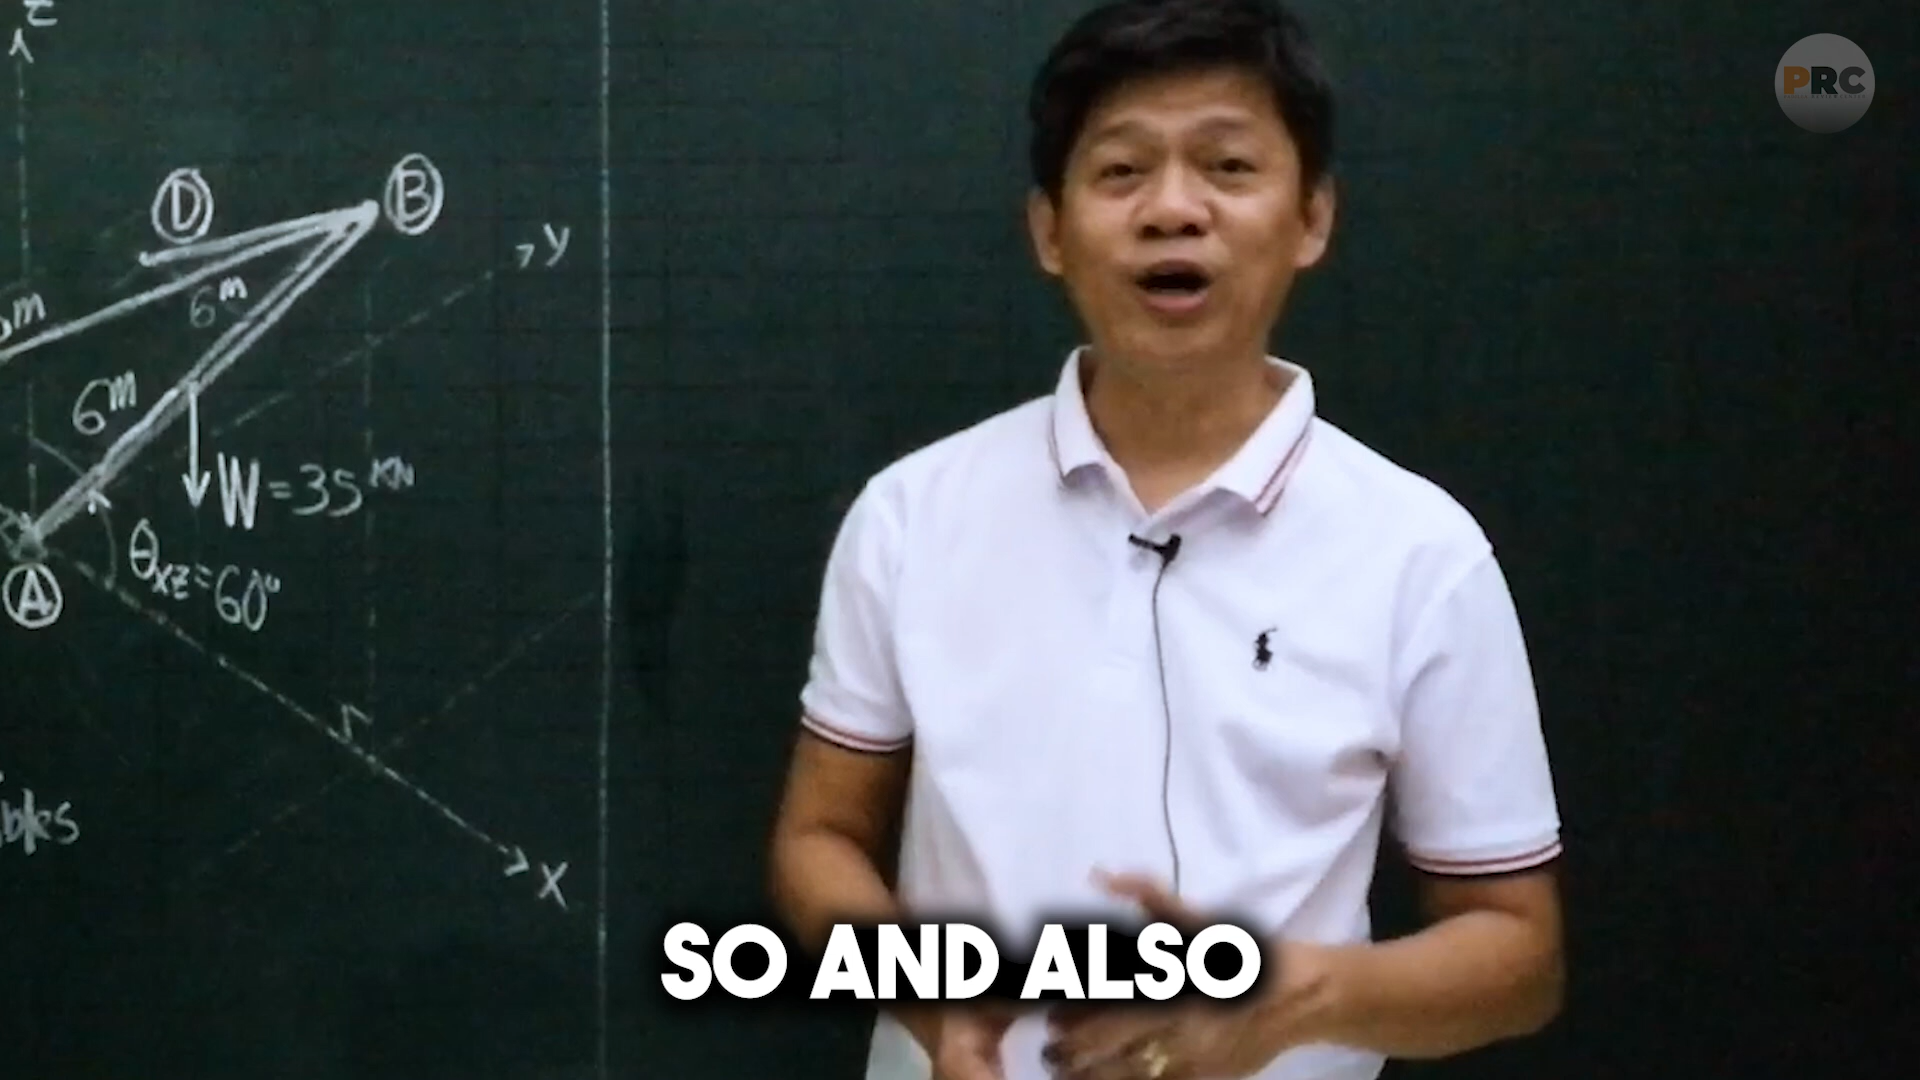 z
PRC
D
B
y
6m
m
6m
W = 35 KN
θxz = 60°
A
bles
x
SO AND ALSO